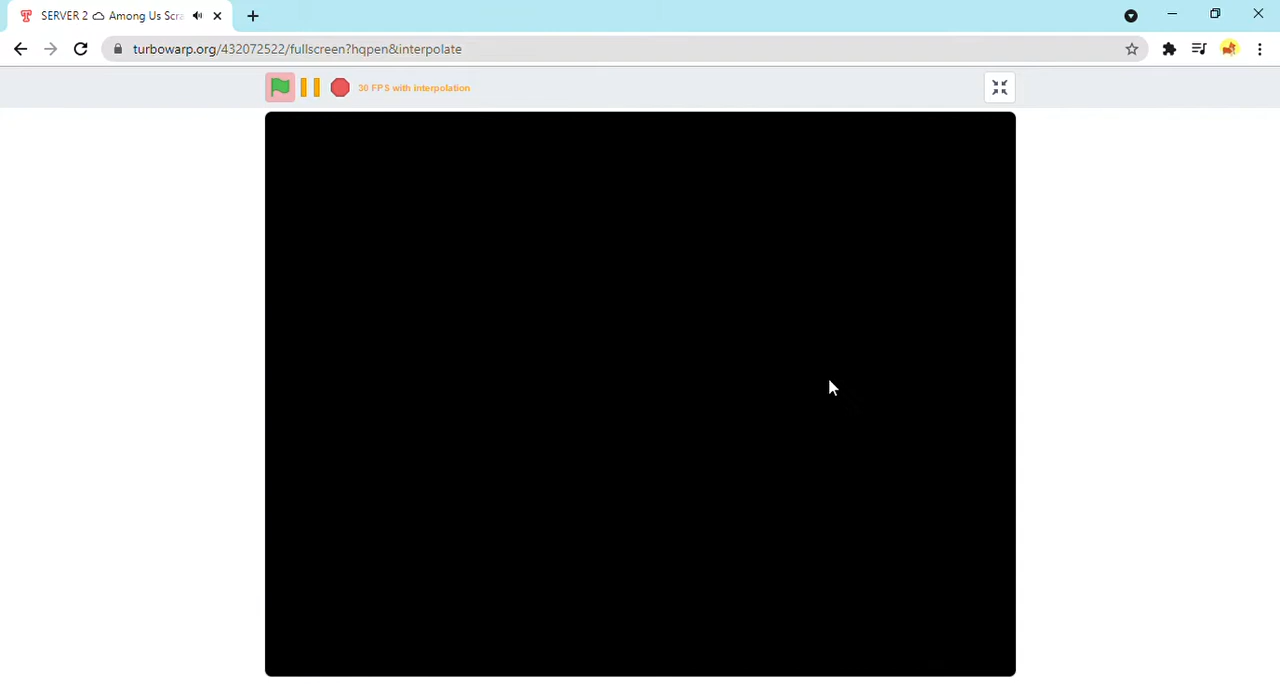 SERVER 2 ☁ Among Us Scra
turbowarp.org/432072522/fullscreen?hqpen&interpolate
30 FPS with interpolation